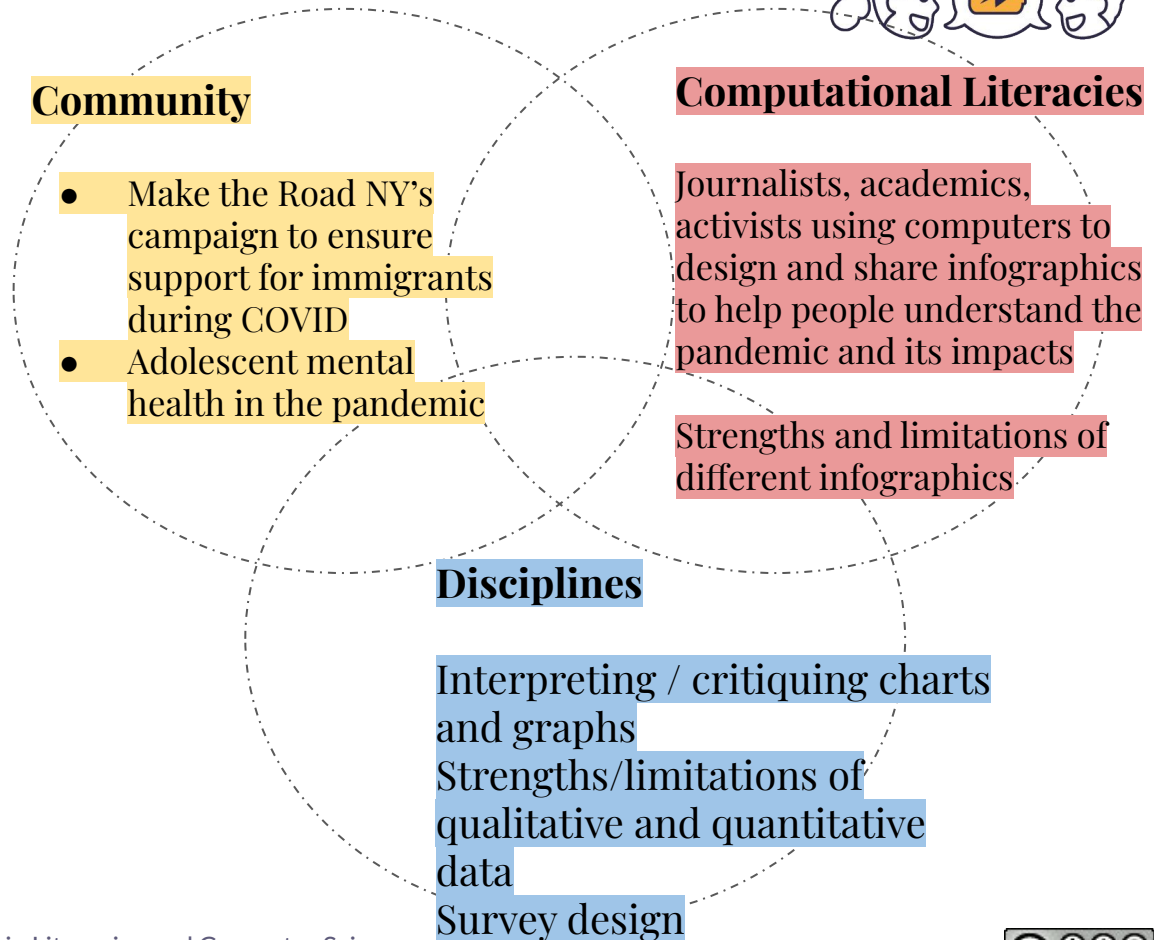 Community
● Make the Road NY’s
campaign to ensure
support for immigrants
during COVID
● Adolescent mental
health in the pandemic
Computational Literacies
Journalists, academics,
activists using computers to
design and share infographics
to help people understand the
pandemic and its impacts
Strengths and limitations of
different infographics
Disciplines
Interpreting / critiquing charts
and graphs
Strengths/limitations of
qualitative and quantitative
data
Survey design